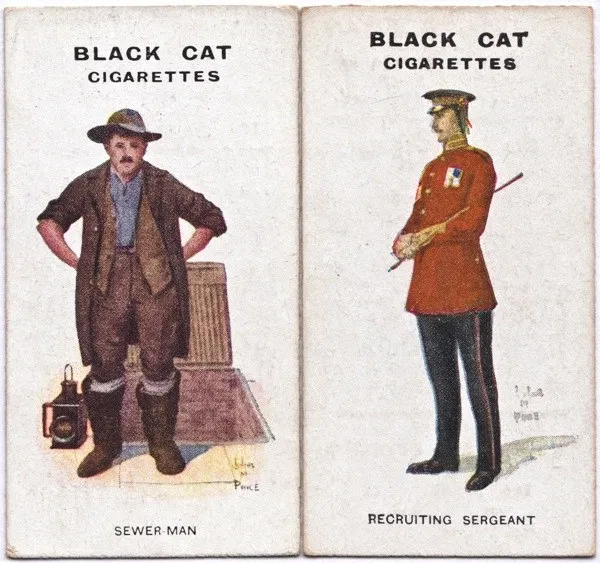 BLACK CAT
CIGARETTES
M
SEWER-MAN
BLACK CAT
CIGARETTES
M
RECRUITING SERGEANT